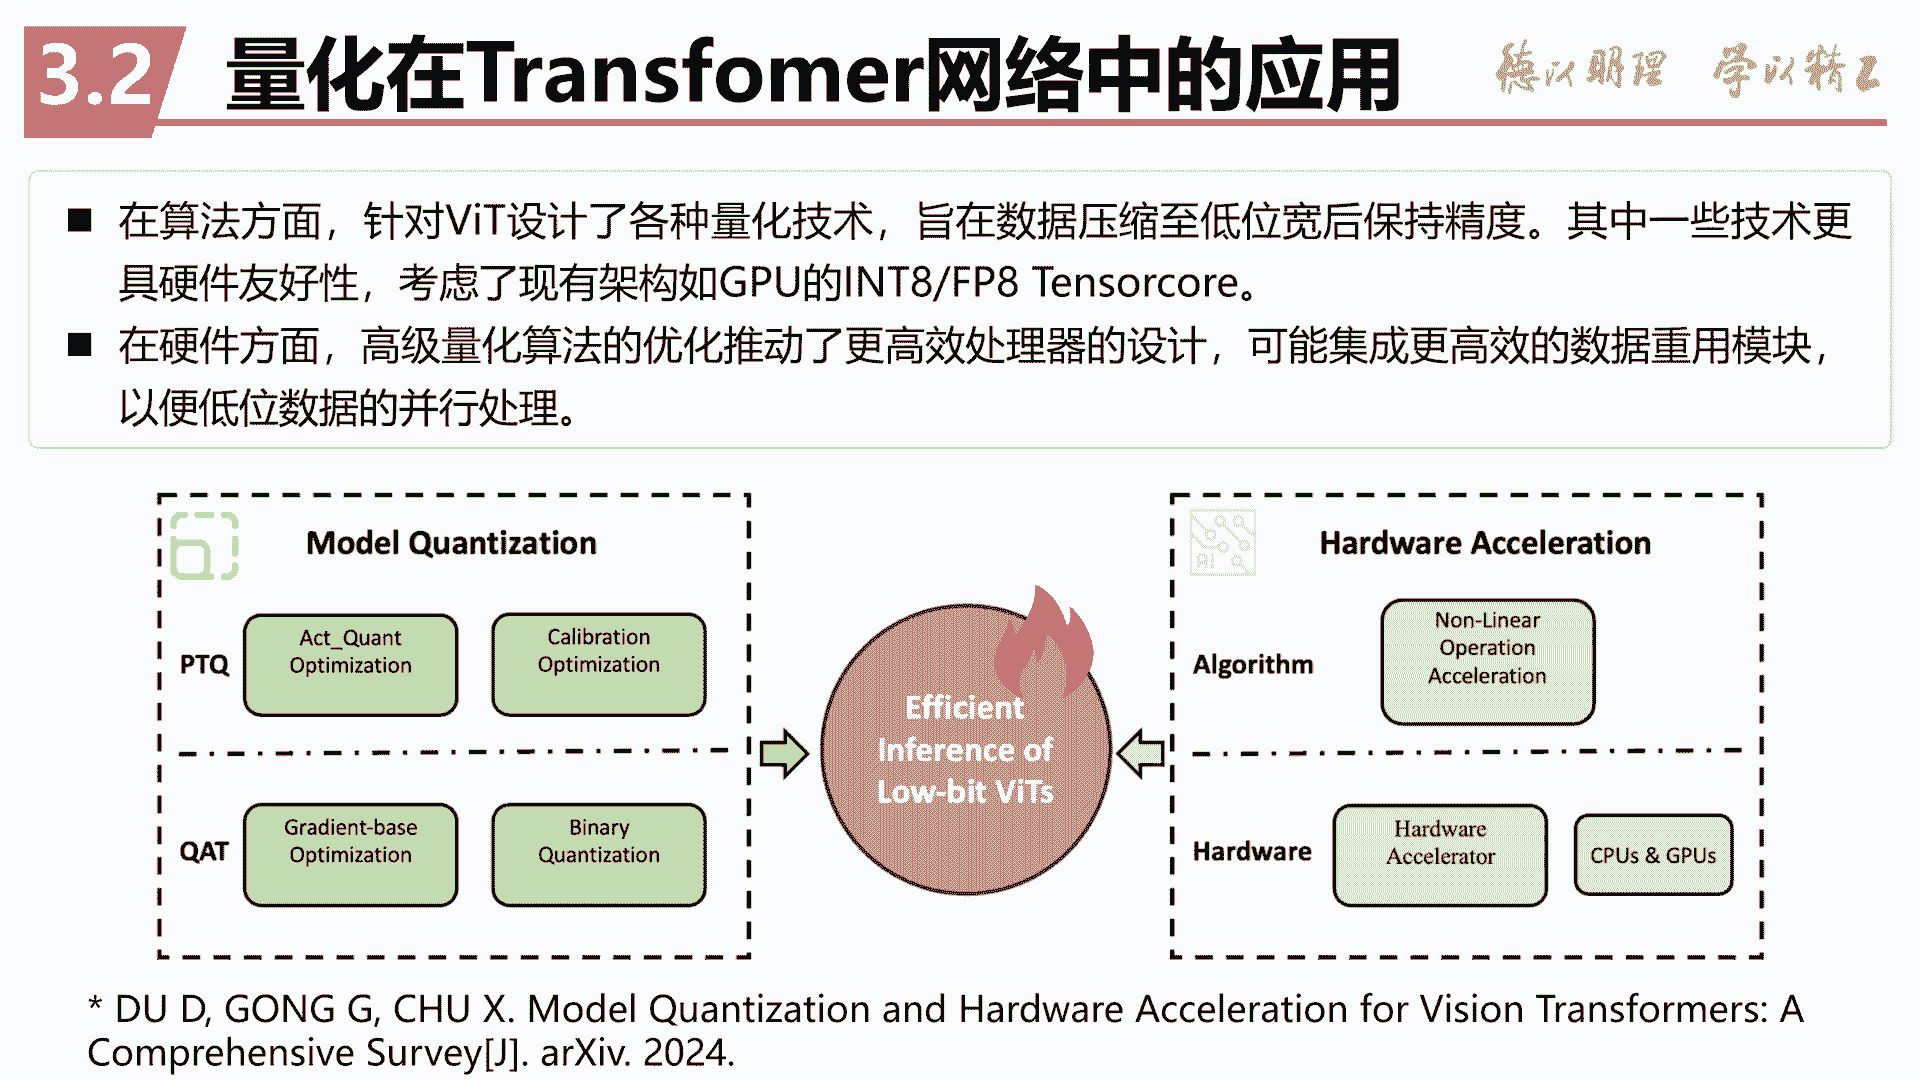 3.2
量化在Transfomer网络中的应用
德以明理 学以精工
■ 在算法方面，针对ViT设计了各种量化技术，旨在数据压缩至低位宽后保持精度。其中一些技术更
具硬件友好性，考虑了现有架构如GPU的INT8/FP8 Tensorcore。
■ 在硬件方面，高级量化算法的优化推动了更高效处理器的设计，可能集成更高效的数据重用模块，
以便低位数据的并行处理。
Model Quantization
PTQ
Act_Quant
Optimization
Calibration
Optimization
QAT
Gradient-base
Optimization
Binary
Quantization
Efficient
Inference of
Low-bit ViTs
AI
Hardware Acceleration
Algorithm
Non-Linear
Operation
Acceleration
Hardware
Hardware
Accelerator
CPUs & GPUs
* DU D, GONG G, CHU X. Model Quantization and Hardware Acceleration for Vision Transformers: A
Comprehensive Survey[J]. arXiv. 2024.